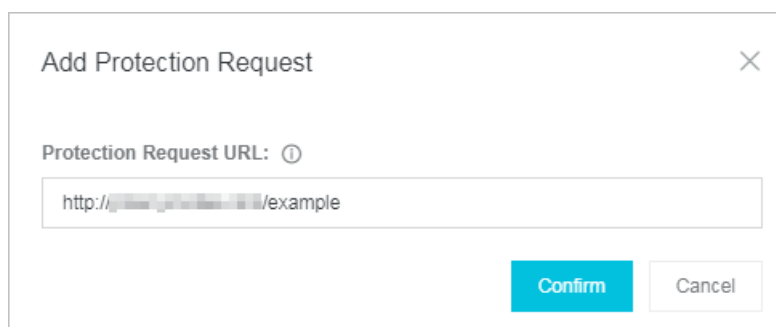 Add Protection Request
Protection Request URL:
http:// /example
Confirm
Cancel